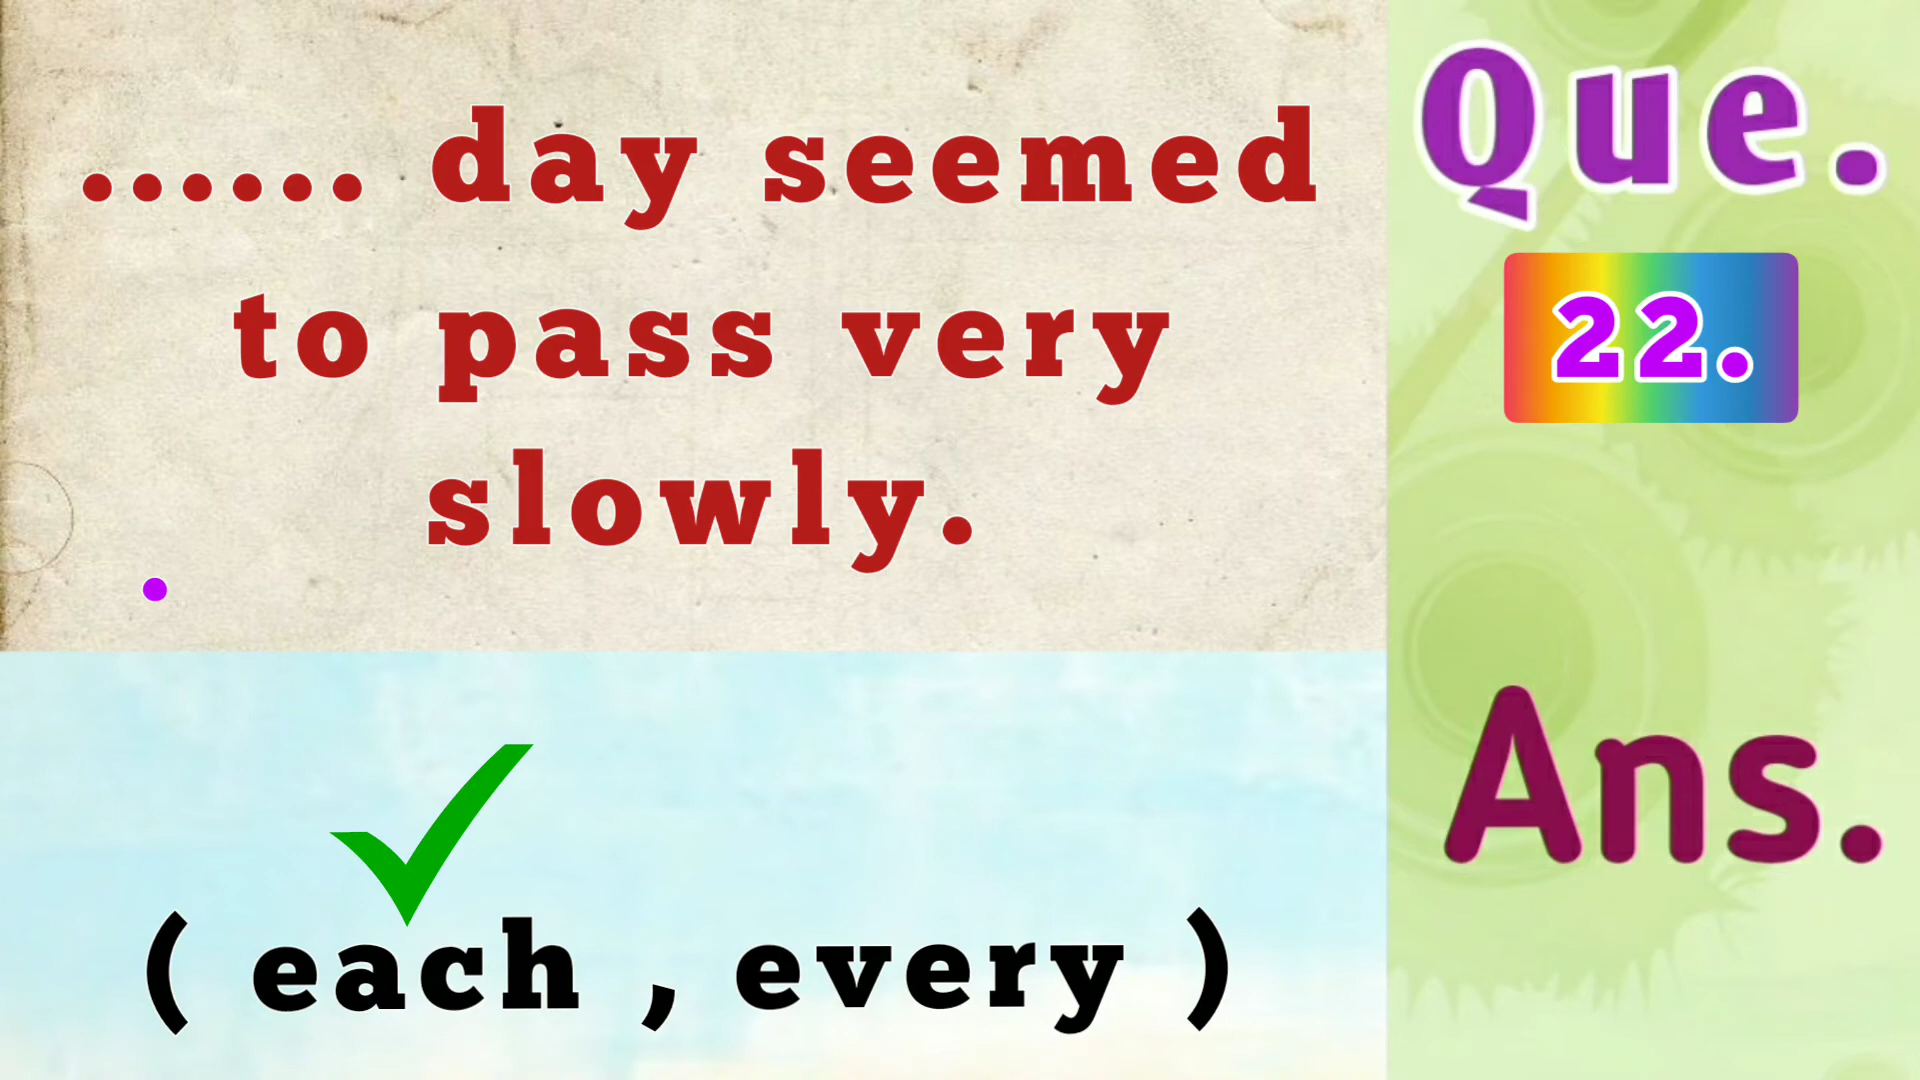 ...... day seemed
to pass very
slowly.
( each , every )
Que.
22.
Ans.